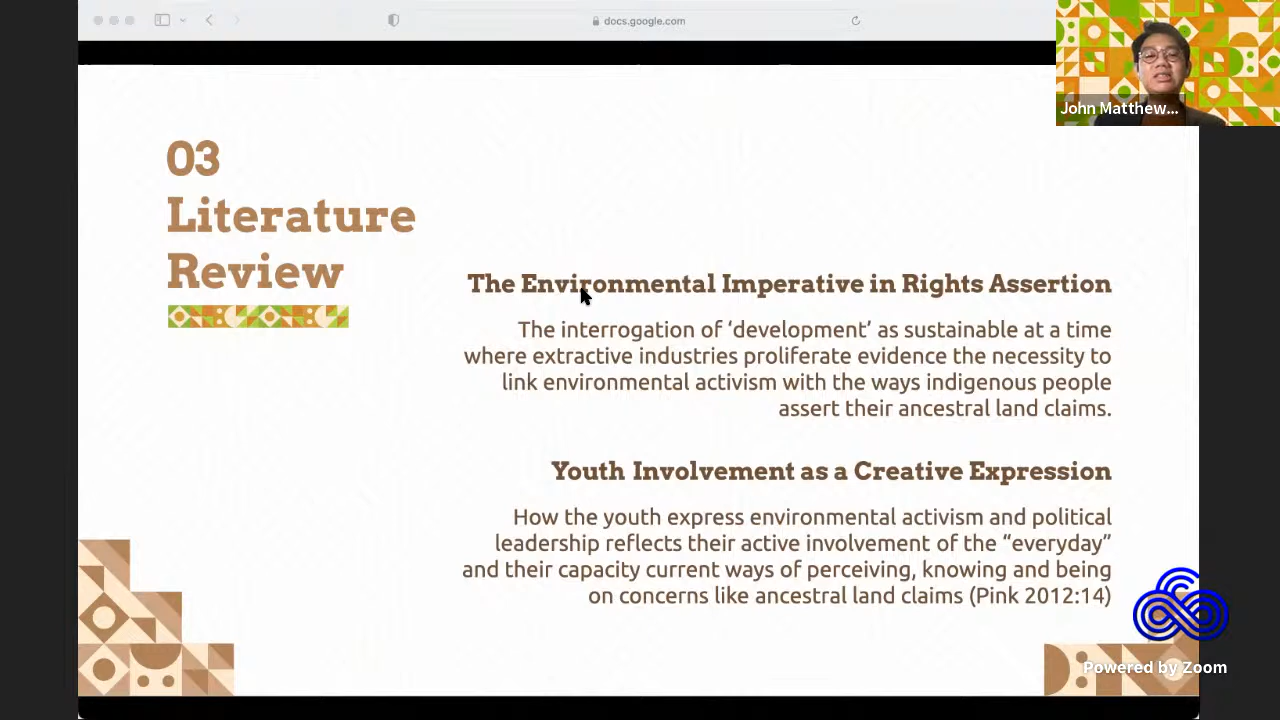 docs.google.com
John Matthew...
03
Literature
Review
The Environmental Imperative in Rights Assertion
The interrogation of ‘development’ as sustainable at a time
where extractive industries proliferate evidence the necessity to
link environmental activism with the ways indigenous people
assert their ancestral land claims.
Youth Involvement as a Creative Expression
How the youth express environmental activism and political
leadership reflects their active involvement of the “everyday”
and their capacity current ways of perceiving, knowing and being
on concerns like ancestral land claims (Pink 2012:14)
Powered by Zoom